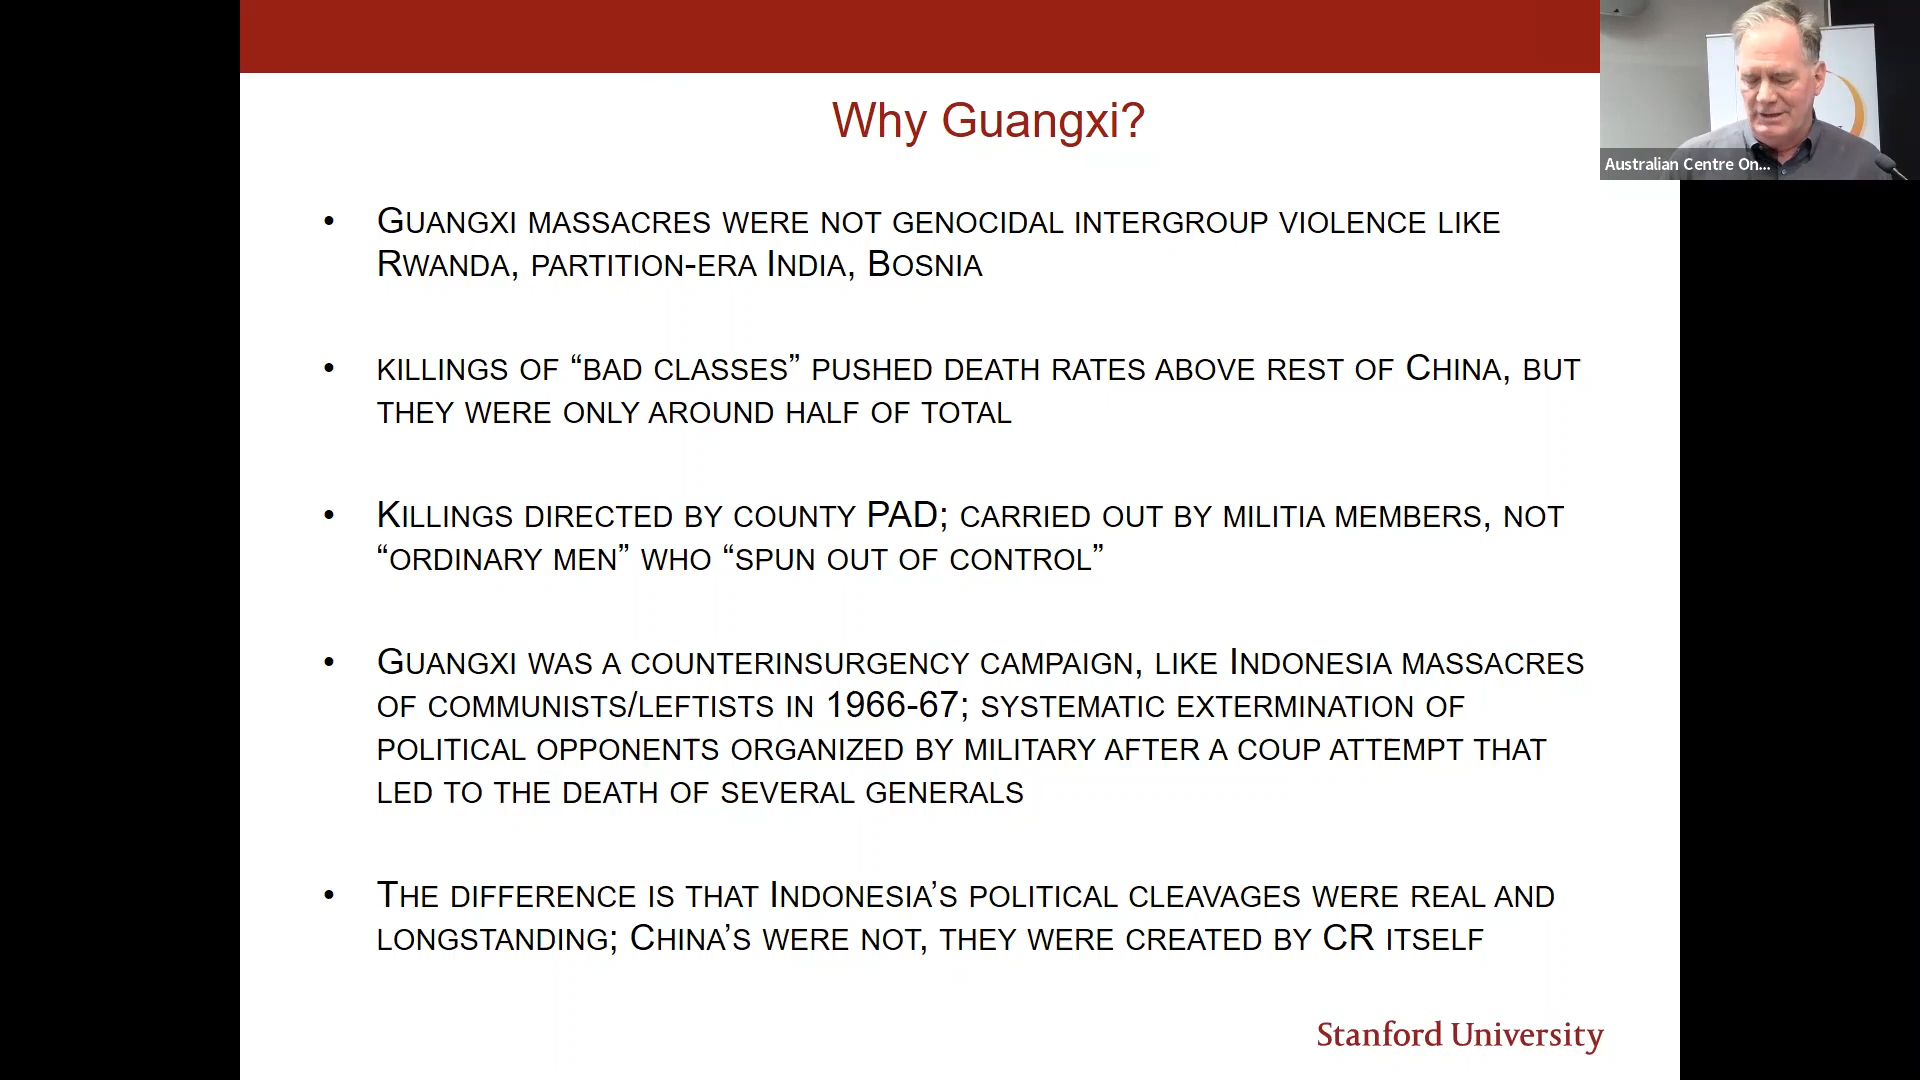 Why Guangxi?
Australian Centre On...
• GUANGXI MASSACRES WERE NOT GENOCIDAL INTERGROUP VIOLENCE LIKE
RWANDA, PARTITION-ERA INDIA, BOSNIA
• KILLINGS OF “BAD CLASSES” PUSHED DEATH RATES ABOVE REST OF CHINA, BUT
THEY WERE ONLY AROUND HALF OF TOTAL
• KILLINGS DIRECTED BY COUNTY PAD; CARRIED OUT BY MILITIA MEMBERS, NOT
“ORDINARY MEN” WHO “SPUN OUT OF CONTROL”
• GUANGXI WAS A COUNTERINSURGENCY CAMPAIGN, LIKE INDONESIA MASSACRES
OF COMMUNISTS/LEFTISTS IN 1966-67; SYSTEMATIC EXTERMINATION OF
POLITICAL OPPONENTS ORGANIZED BY MILITARY AFTER A COUP ATTEMPT THAT
LED TO THE DEATH OF SEVERAL GENERALS
• THE DIFFERENCE IS THAT INDONESIA’S POLITICAL CLEAVAGES WERE REAL AND
LONGSTANDING; CHINA’S WERE NOT, THEY WERE CREATED BY CR ITSELF
Stanford University